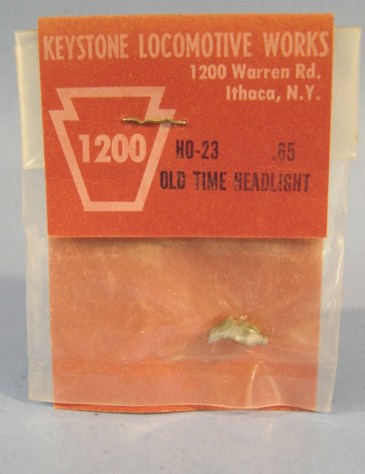 KEYSTONE LOCOMOTIVE WORKS
1200 Warren Rd.
Ithaca, N.Y.
1200
HO-23 .65
OLD TIME HEADLIGHT